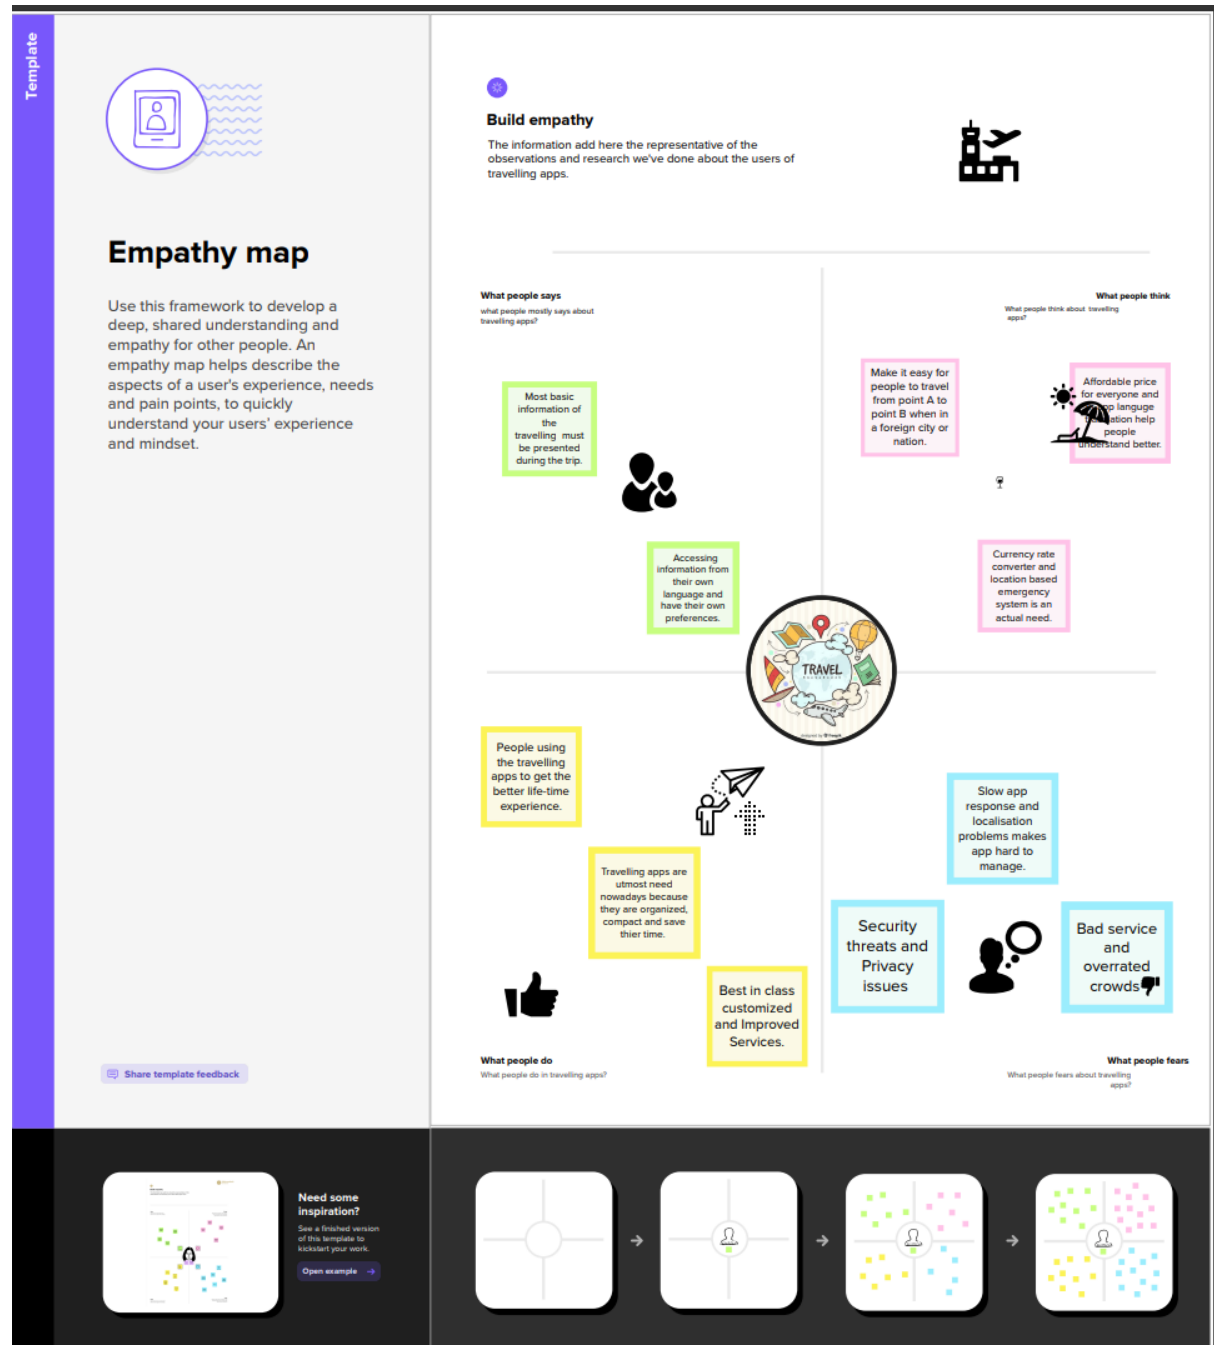 Template
Empathy map
Use this framework to develop a
deep, shared understanding and
empathy for other people. An
empathy map helps describe the
aspects of a user's experience, needs
and pain points, to quickly
understand your users' experience
and mindset.
Share template feedback
Build empathy
The information add here the representative of the
observations and research we've done about the users of
travelling apps.
What people says
what people mostly says about
travelling apps?
What people think
What people think about travelling
apps?
Most basic
information of
the
travelling must
be presented
during the trip.
Accessing
information from
their own
language and
have their own
preferences.
Make it easy for
people to travel
from point A to
point B when in
a foreign city or
nation.
Affordable price
for everyone and
languge
help
people
understand better.
Currency rate
converter and
location based
emergency
system is an
actual need.
TRAVEL
People using
the travelling
apps to get the
better life-time
experience.
Travelling apps are
utmost need
nowadays because
they are organized,
compact and save
thier time.
Best in class
customized
and Improved
Services.
Slow app
response and
localisation
problems makes
app hard to
manage.
Security
threats and
Privacy
issues
Bad service
and
overrated
crowds
What people do
What people do in travelling apps?
What people fears
What people fears about travelling
apps?
Need some
inspiration?
See a finished version
of this template to
kickstart your work.
Open example